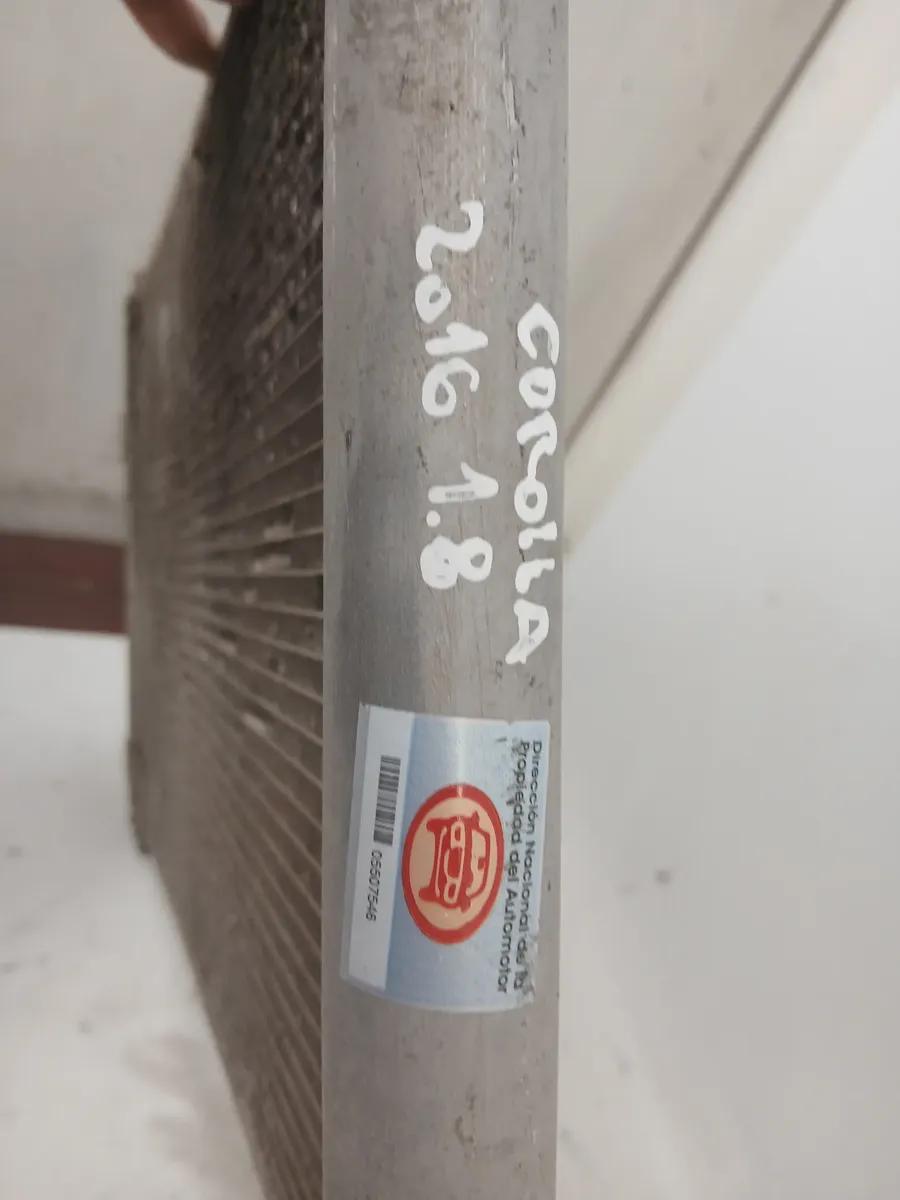 COROLLA
2016 1.8
Dirección Nacional de la
Propiedad del Automotor
05507546